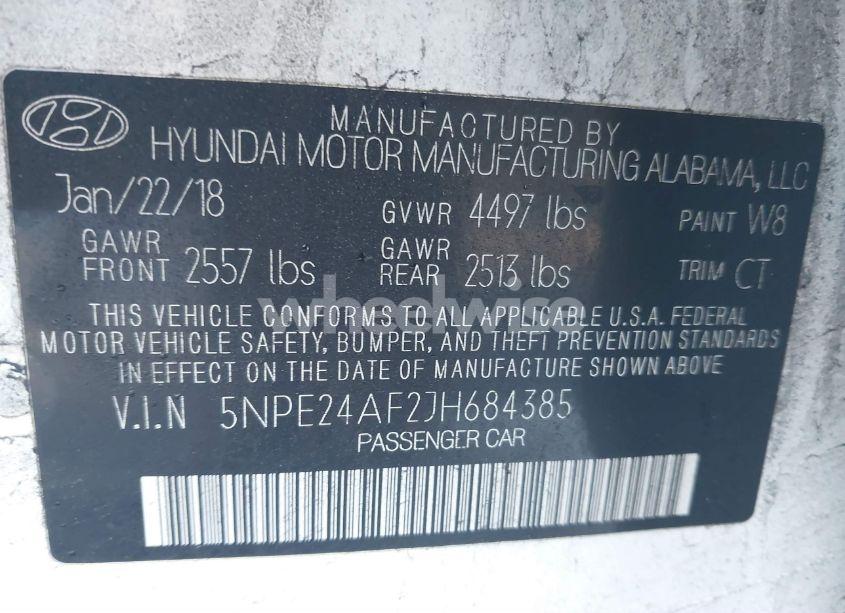 MANUFACTURED BY
HYUNDAI MOTOR MANUFACTURING ALABAMA, LLC
Jan/22/18 GVWR 4497 lbs PAINT W8
GAWR FRONT 2557 lbs GAWR REAR 2513 lbs TRIM CT
THIS VEHICLE CONFORMS TO ALL APPLICABLE U.S.A. FEDERAL
MOTOR VEHICLE SAFETY, BUMPER, AND THEFT PREVENTION STANDARDS
IN EFFECT ON THE DATE OF MANUFACTURE SHOWN ABOVE
V.I.N 5NPE24AF2JH684385
PASSENGER CAR
wheelwise